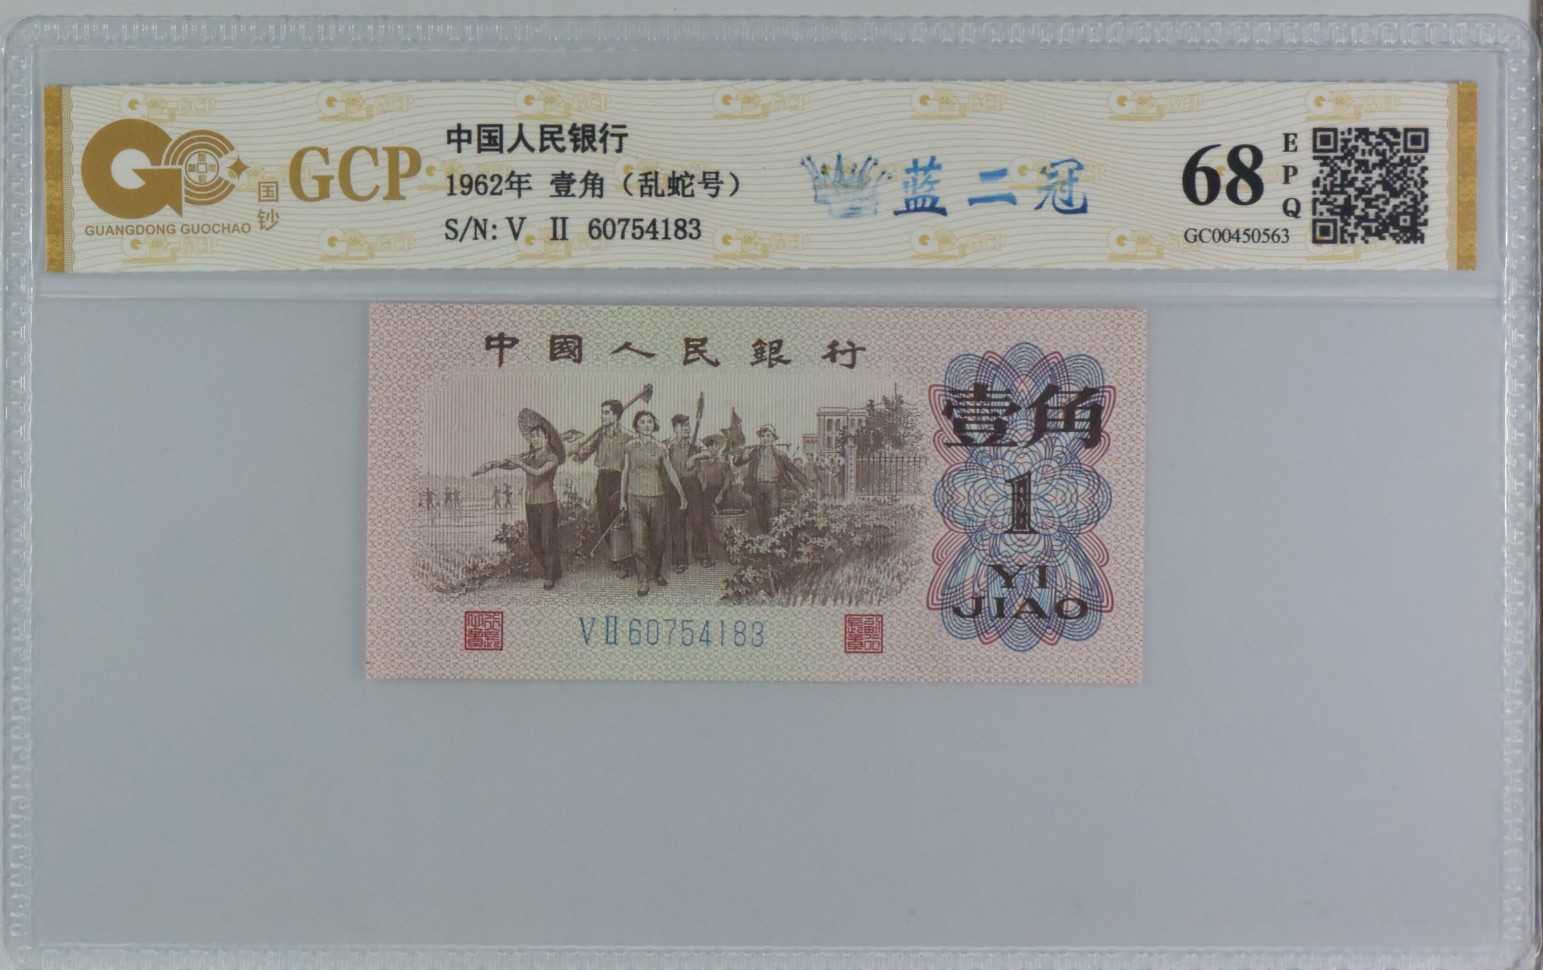 GCP
国钞
GUANGDONG GUOCHAO
中国人民银行
1962年 壹角（乱蛇号）
S/N: V Ⅱ 60754183
蓝二冠
68
EPQ
GC00450563
中國人民銀行
壹角
1
YI
JIAO
VⅡ60754183